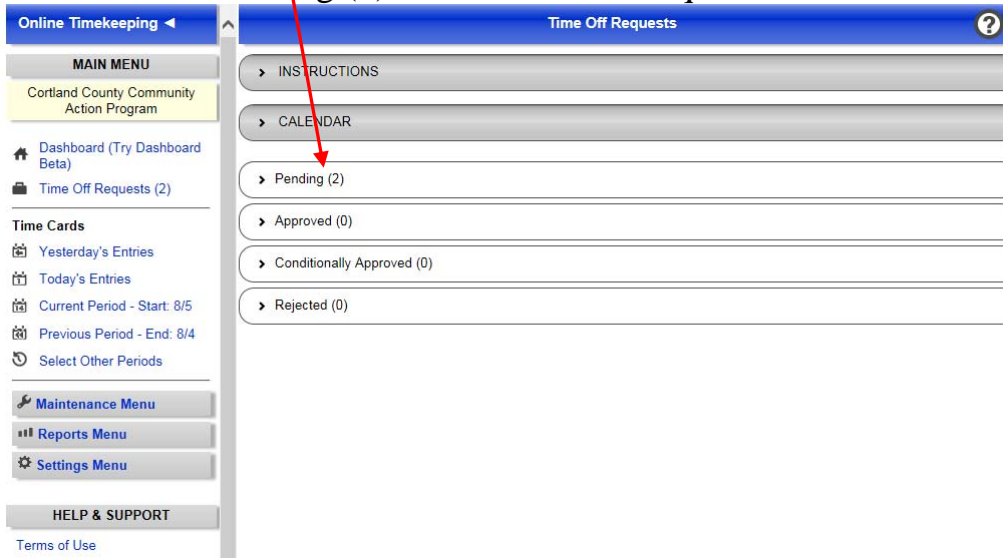 Online Timekeeping ◄
MAIN MENU
Cortland County Community
Action Program
Dashboard (Try Dashboard
Beta)
Time Off Requests (2)
Time Cards
Yesterday's Entries
Today's Entries
Current Period - Start: 8/5
Previous Period - End: 8/4
Select Other Periods
Maintenance Menu
Reports Menu
Settings Menu
HELP & SUPPORT
Terms of Use
Time Off Requests
?
INSTRUCTIONS
CALENDAR
Pending (2)
Approved (0)
Conditionally Approved (0)
Rejected (0)